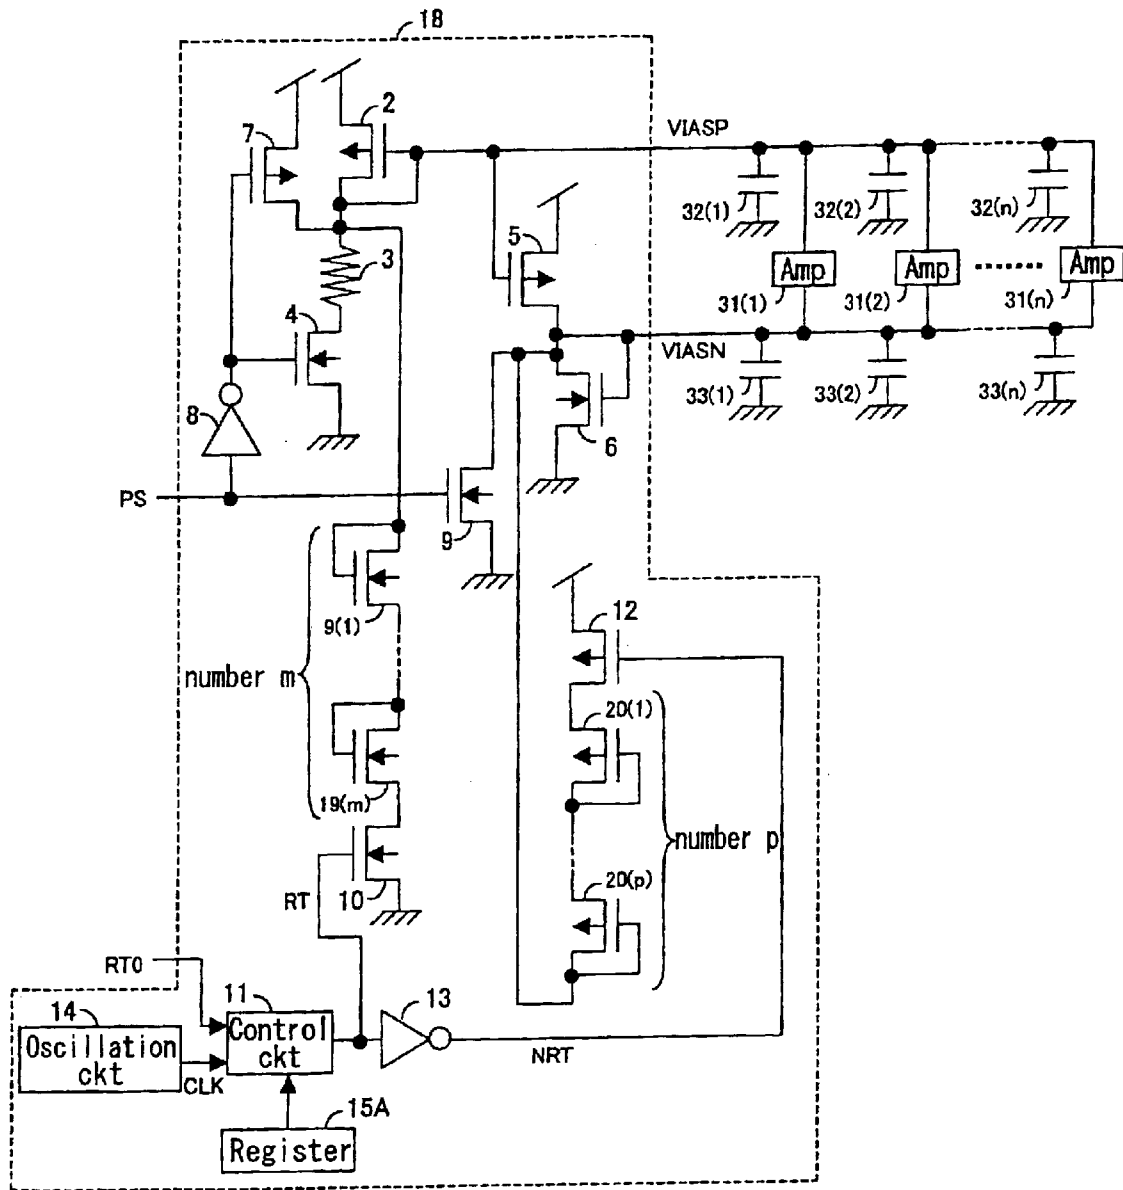 18
2
7
VIASP
32(1)
32(2)
32(n)
5
3
Amp
Amp
Amp
31(1)
31(2)
31(n)
4
VIASN
33(1)
33(2)
33(n)
8
6
PS
9
9(1)
12
number m
20(1)
19(m)
number p
20(p)
RT
10
RT0
11
13
14
Control
ckt
Oscillation
ckt
NRT
CLK
15A
Register